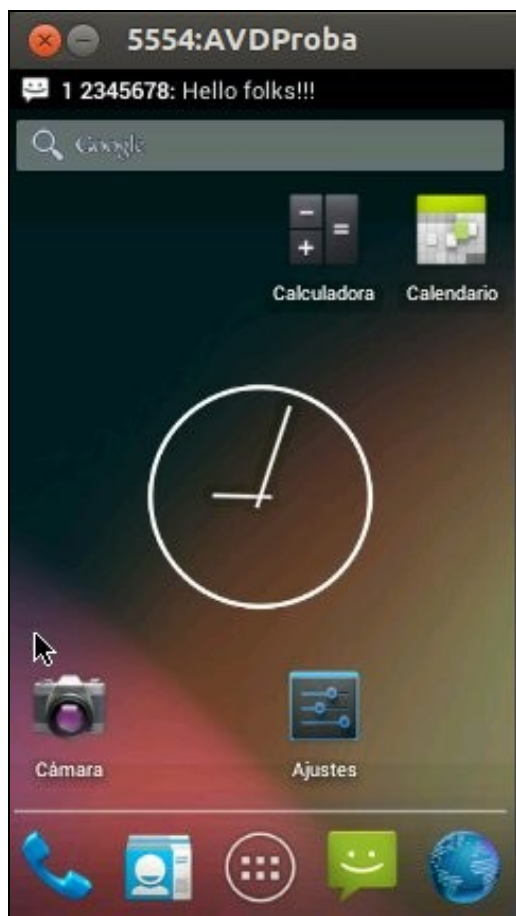 5554:AVDProba
1 2345678: Hello folks!!!
Google
Calculadora Calendario
Cámara Ajustes